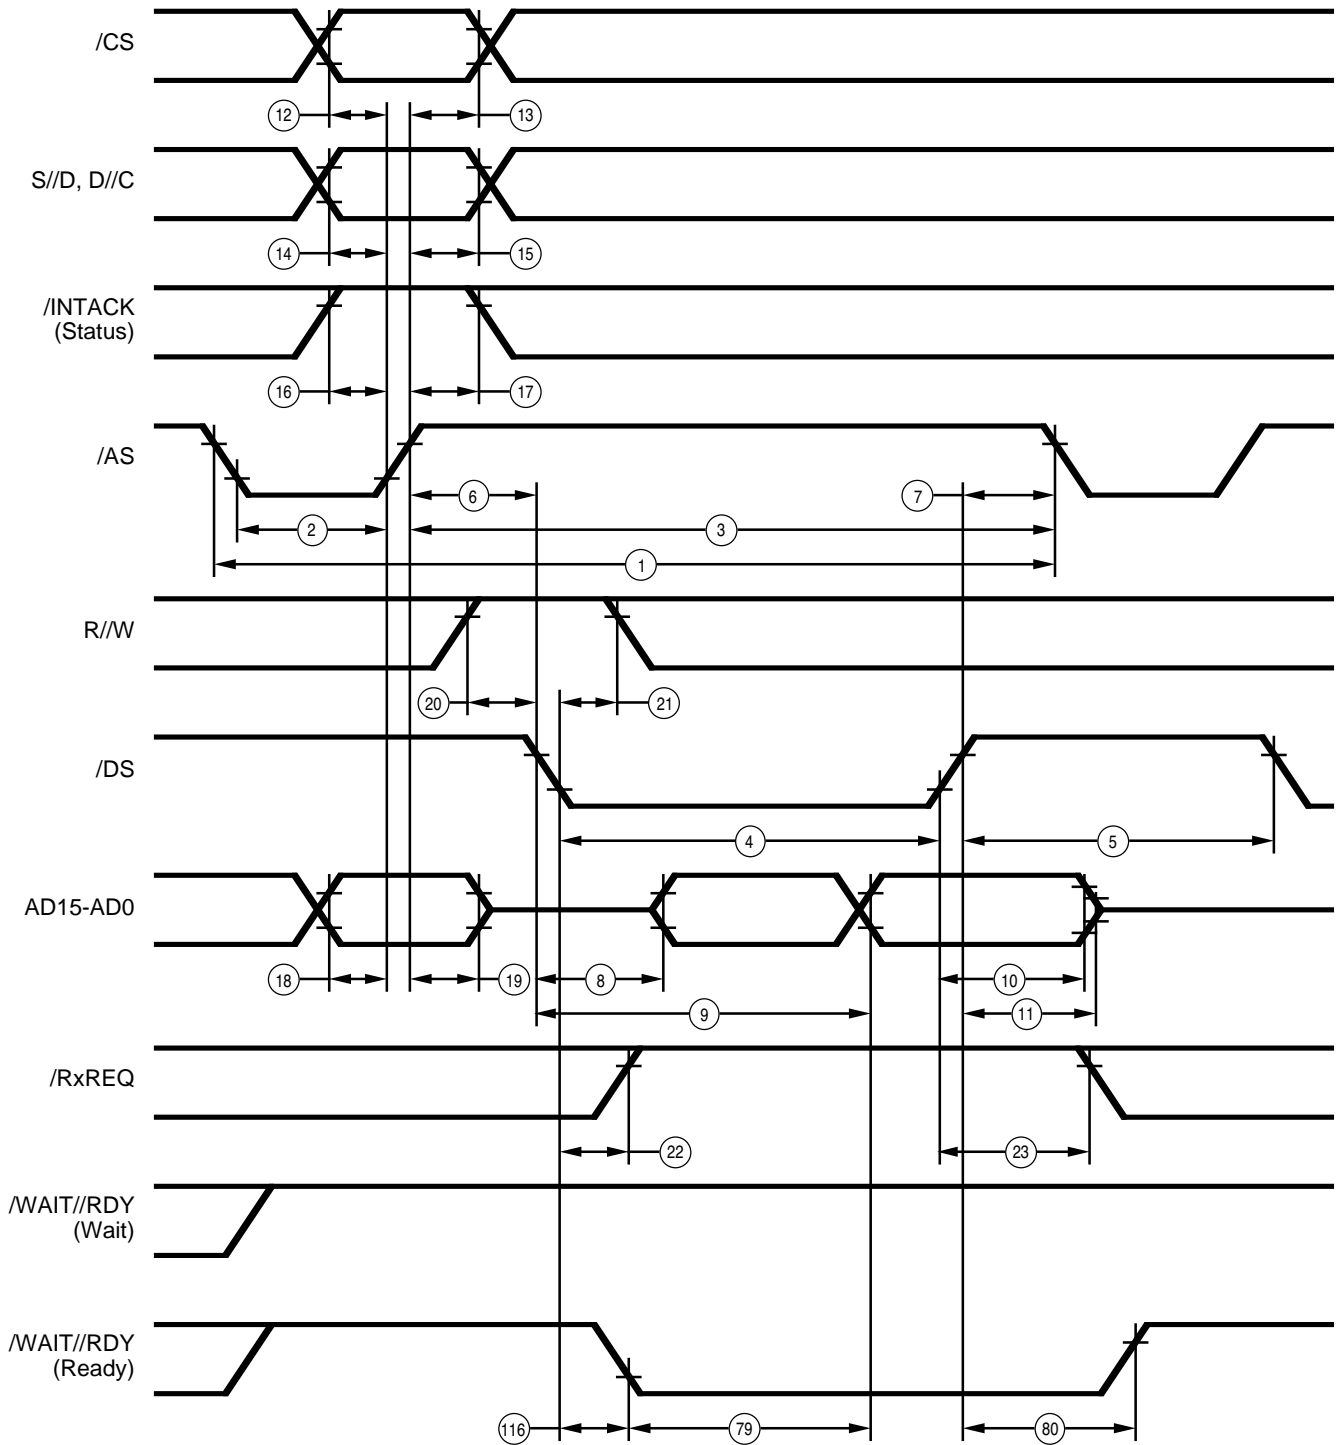 /CS
12
13
S//D, D//C
14
15
/INTACK
(Status)
16
17
/AS
6
7
2
3
1
R//W
20
21
/DS
4
5
AD15-AD0
18
19
8
10
9
11
/RxREQ
22
23
/WAIT//RDY
(Wait)
/WAIT//RDY
(Ready)
116
79
80